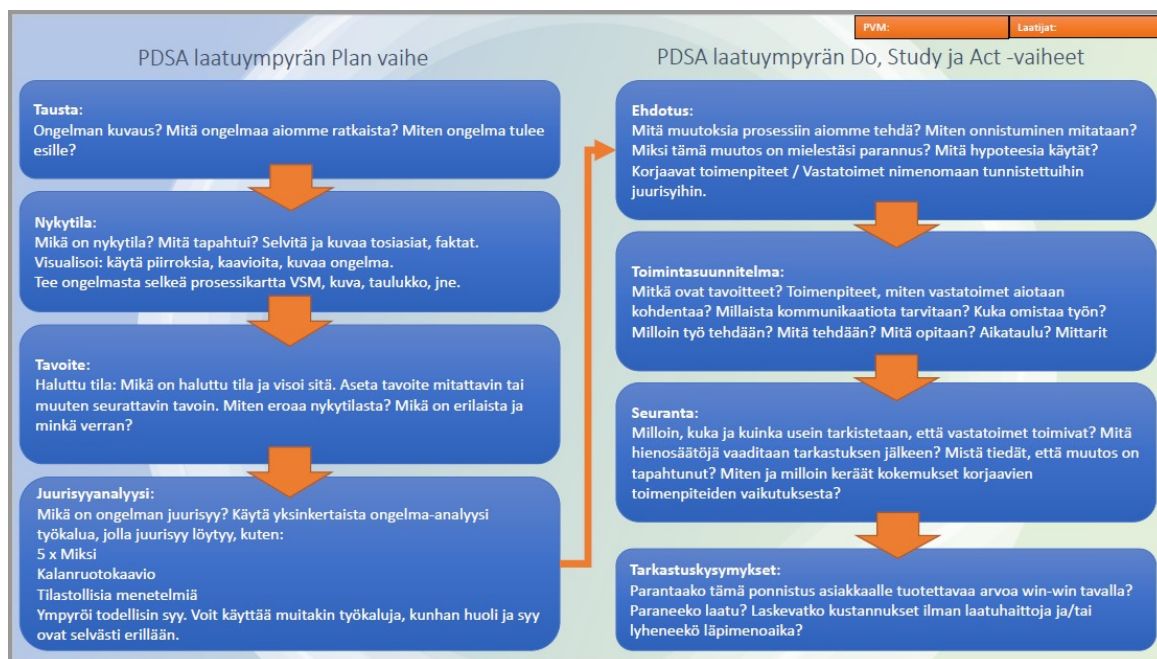 PVM:
Laatijat:
PDSA laatuympyrän Plan vaihe
Tausta:
Ongelman kuvaus? Mitä ongelmaa aiomme ratkaista? Miten ongelma tulee
esille?
Nykytila:
Mikä on nykytila? Mitä tapahtui? Selvitä ja kuvaa tosiasiat, faktat.
Visualisoi: käytä piirroksia, kaavioita, kuvaa ongelma.
Tee ongelmasta selkeä prosessikartta VSM, kuva, taulukko, jne.
Tavoite:
Haluttu tila: Mikä on haluttu tila ja visoi sitä. Aseta tavoite mitattavin tai
muuten seurattavin tavoin. Miten eroaa nykytilasta? Mikä on erilaista ja
minkä verran?
Juurisyyanalyysi:
Mikä on ongelman juurisyy? Käytä yksinkertaista ongelma-analyysi
työkalua, jolla juurisyy löytyy, kuten:
5 x Miksi
Kalanruotokaavio
Tilastollisia menetelmiä
Ympyröi todellisin syy. Voit käyttää muitakin työkaluja, kunhan huoli ja syy
ovat selvästi erillään.
PDSA laatuympyrän Do, Study ja Act -vaiheet
Ehdotus:
Mitä muutoksia prosessiin aiomme tehdä? Miten onnistuminen mitataan?
Miksi tämä muutos on mielestäsi parannus? Mitä hypoteesia käytät?
Korjaavat toimenpiteet / Vastatoimet nimenomaan tunnistettuihin
juurisyihin.
Toimintasuunnitelma:
Mitkä ovat tavoitteet? Toimenpiteet, miten vastatoimet aiotaan
kohdentaa? Millaista kommunikaatiota tarvitaan? Kuka omistaa työn?
Milloin työ tehdään? Mitä tehdään? Mitä opitaan? Aikataulu? Mittarit
Seuranta:
Milloin, kuka ja kuinka usein tarkistetaan, että vastatoimet toimivat? Mitä
hienosäätöjä vaaditaan tarkastuksen jälkeen? Mistä tiedät, että muutos on
tapahtunut? Miten ja milloin keräät kokemukset korjaavien
toimenpiteiden vaikutuksesta?
Tarkastuskysymykset:
Parantaako tämä ponnistus asiakkaalle tuotettavaa arvoa win-win tavalla?
Paraneeko laatu? Laskevatko kustannukset ilman laatuhaittoja ja/tai
lyheneekö läpimenoaika?